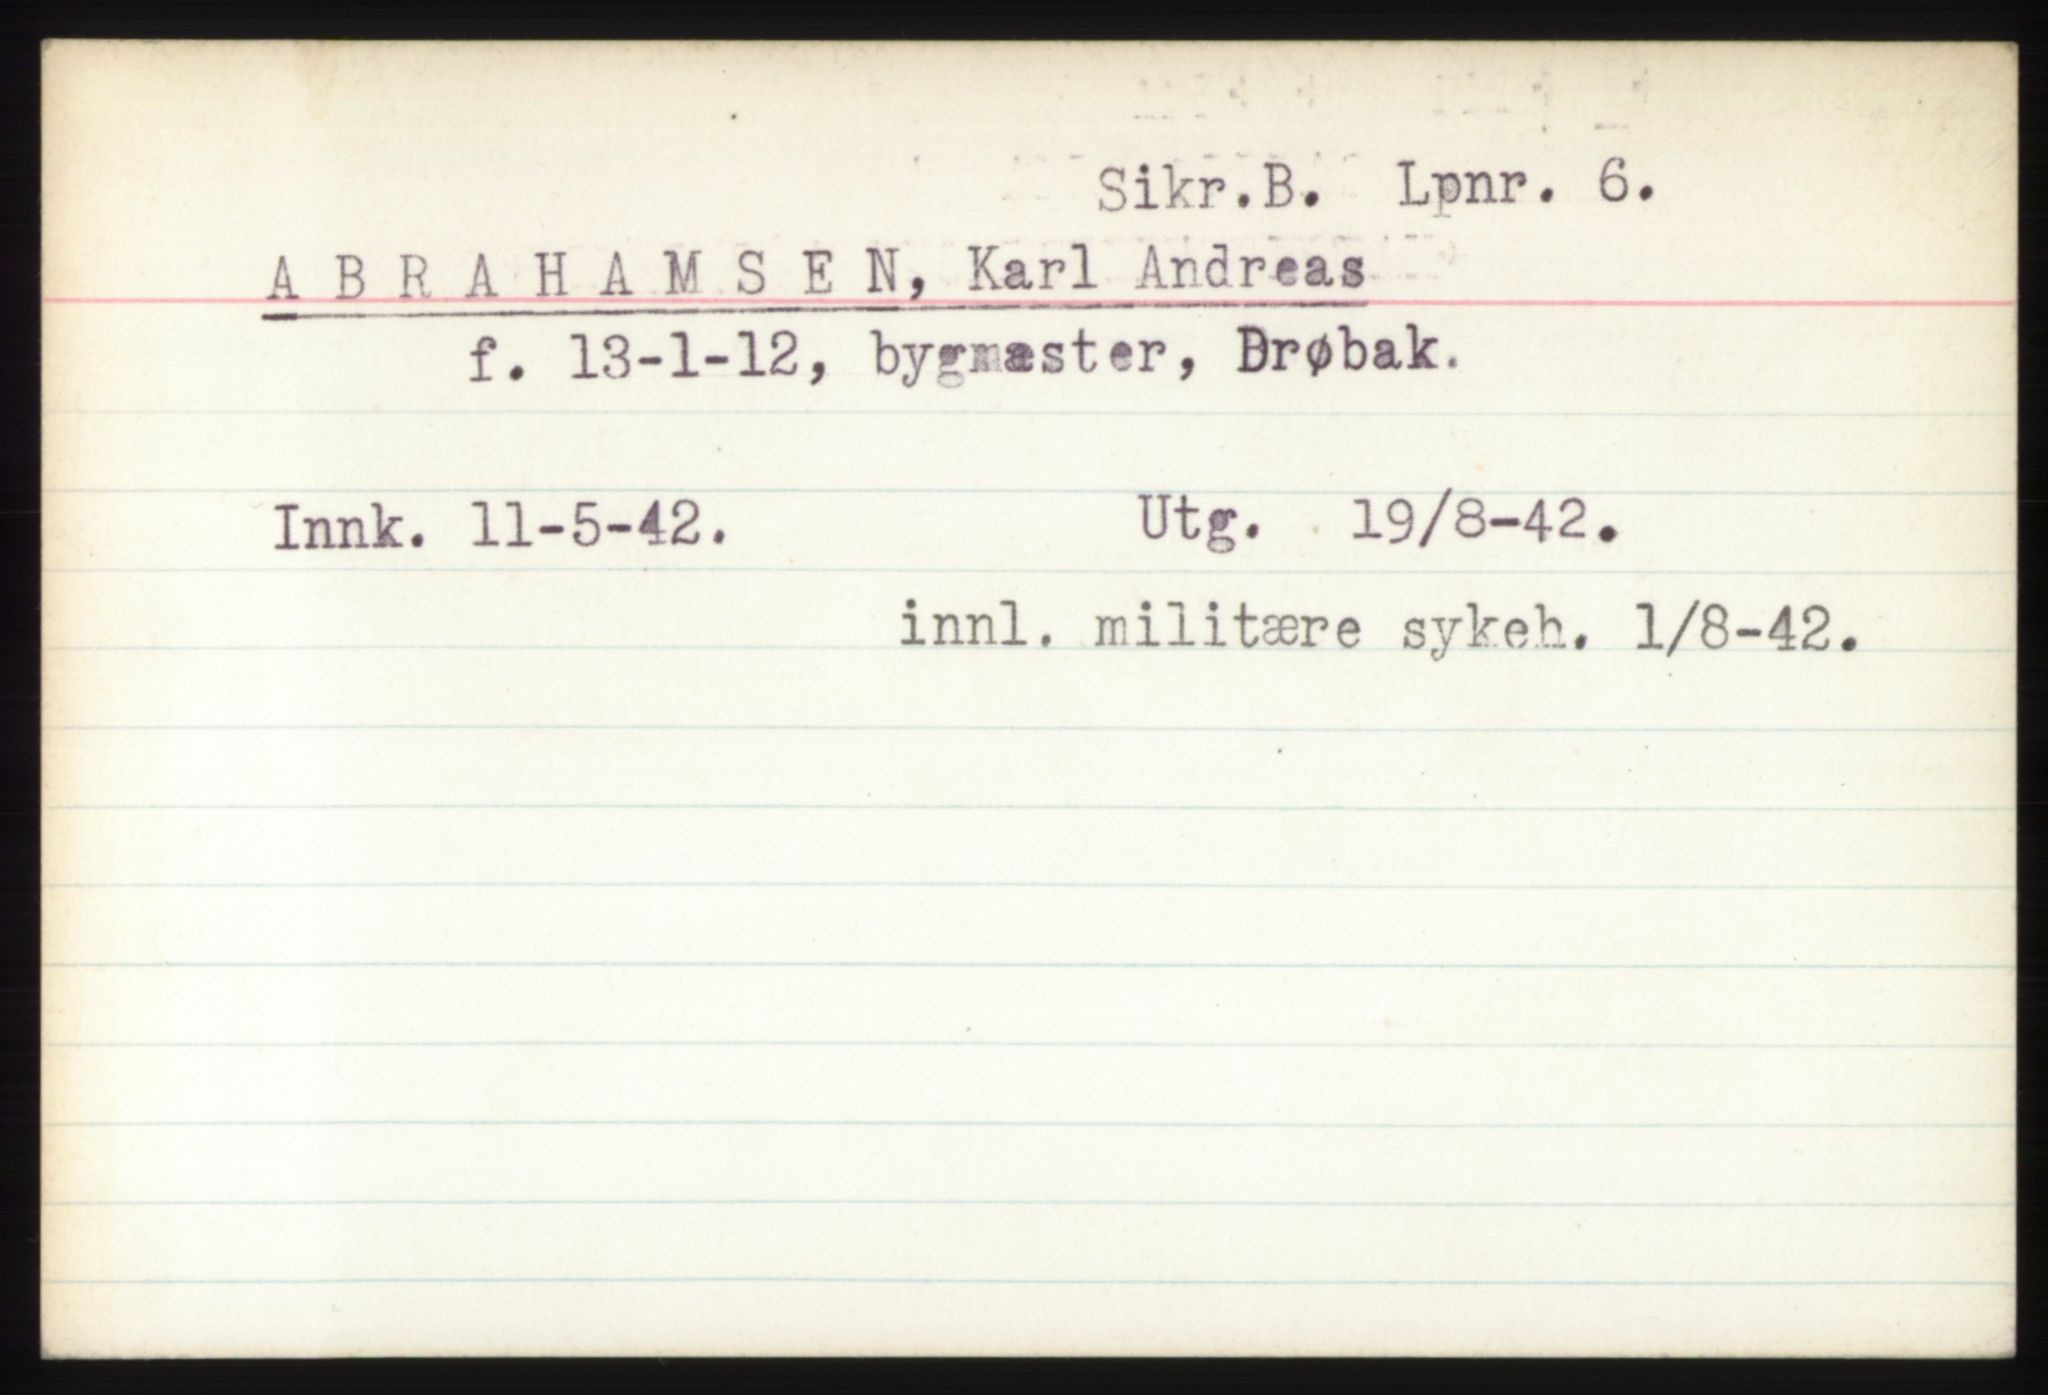 Sikr.B. Lpnr. 6.
A B R A H A M S E N, Karl Andreas
f. 13-1-12, bygmæster, Drøbak.
Innk. 11-5-42. Utg. 19/8-42.
innl. militære sykeh. 1/8-42.